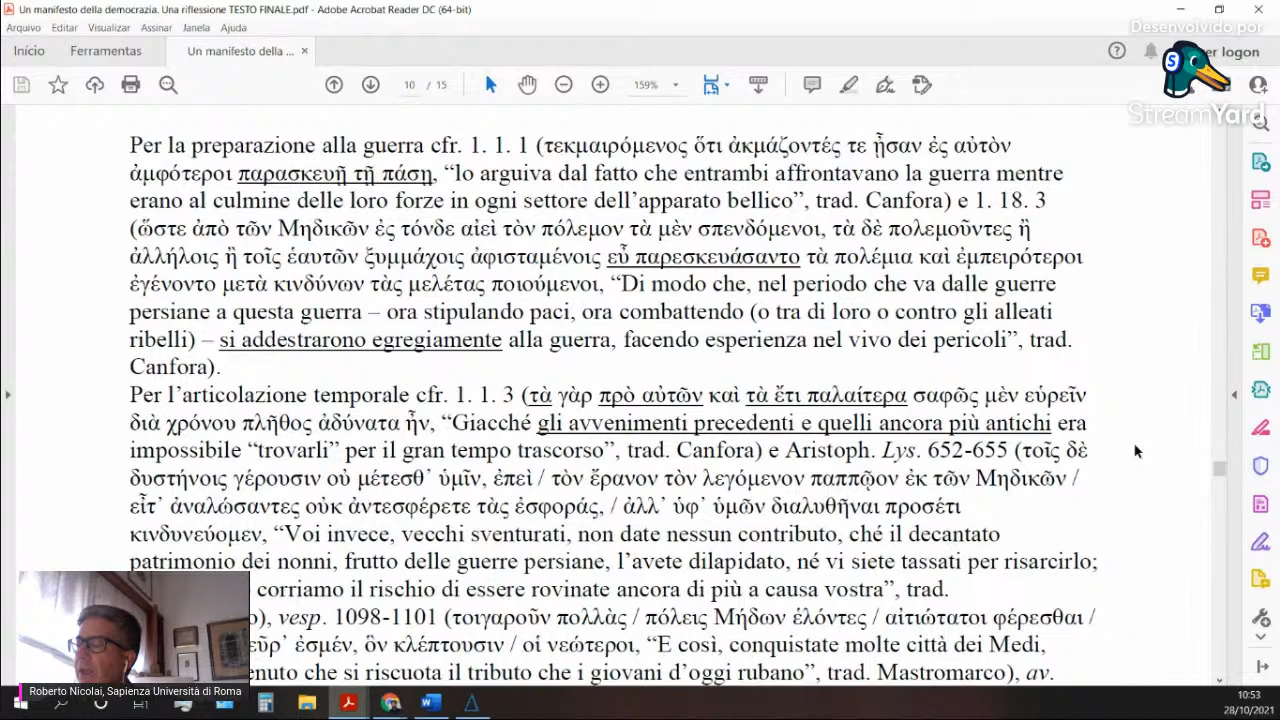 Un manifesto della democrazia. Una riflessione TESTO FINALE.pdf - Adobe Acrobat Reader DC (64-bit)
Desenvolvido por
Arquivo Editar Visualizar Assinar Janela Ajuda
Início Ferramentas Un manifesto della ... ×
er logon
StreamYard
10 / 15 159%
Per la preparazione alla guerra cfr. 1. 1. 1 (τεκμαιρόμενος ὅτι ἀκμάζοντές τε ᾖσαν ἐς αὐτὸν
ἀμφότεροι παρασκευῇ τῇ πάσῃ, “lo arguiva dal fatto che entrambi affrontavano la guerra mentre
erano al culmine delle loro forze in ogni settore dell’apparato bellico”, trad. Canfora) e 1. 18. 3
(ὥστε ἀπὸ τῶν Μηδικῶν ἐς τόνδε αἰεὶ τὸν πόλεμον τὰ μὲν σπενδόμενοι, τὰ δὲ πολεμοῦντες ἢ
ἀλλήλοις ἢ τοῖς ἑαυτῶν ξυμμάχοις ἀφισταμένοις εὖ παρεσκευάσαντο τὰ πολέμια καὶ ἐμπειρότεροι
ἐγένοντο μετὰ κινδύνων τὰς μελέτας ποιούμενοι, “Di modo che, nel periodo che va dalle guerre
persiane a questa guerra – ora stipulando paci, ora combattendo (o tra di loro o contro gli alleati
ribelli) – si addestrarono egregiamente alla guerra, facendo esperienza nel vivo dei pericoli”, trad.
Canfora).
Per l’articolazione temporale cfr. 1. 1. 3 (τὰ γὰρ πρὸ αὐτῶν καὶ τὰ ἔτι παλαίτερα σαφῶς μὲν εὑρεῖν
διὰ χρόνου πλῆθος ἀδύνατα ἦν, “Giacché gli avvenimenti precedenti e quelli ancora più antichi era
impossibile “trovarli” per il gran tempo trascorso”, trad. Canfora) e Aristoph. Lys. 652-655 (τοῖς δὲ
δυστήνοις γέρουσιν οὐ μέτεσθ᾽ ὑμῖν, ἐπεὶ / τὸν ἔρανον τὸν λεγόμενον παππῷον ἐκ τῶν Μηδικῶν /
εἶτ᾽ ἀναλώσαντες οὐκ ἀντεσφέρετε τὰς ἐσφοράς, / ἀλλ᾽ ὑφ᾽ ὑμῶν διαλυθῆναι προσέτι
κινδυνεύομεν, “Voi invece, vecchi sventurati, non date nessun contributo, ché il decantato
patrimonio dei nonni, frutto delle guerre persiane, l’avete dilapidato, né vi siete tassati per risarcirlo;
corriamo il rischio di essere rovinate ancora di più a causa vostra”, trad.
o), vesp. 1098-1101 (τοιγαροῦν πολλὰς / πόλεις Μήδων ἑλόντες / αἰτιώτατοι φέρεσθαι /
εῦρ᾽ ἐσμέν, ὃν κλέπτουσιν / οἱ νεώτεροι, “E così, conquistate molte città dei Medi,
enuto che si riscuota il tributo che i giovani d’oggi rubano”, trad. Mastromarco), av.
Roberto Nicolai, Sapienza Università di Roma
10:53
28/10/2021